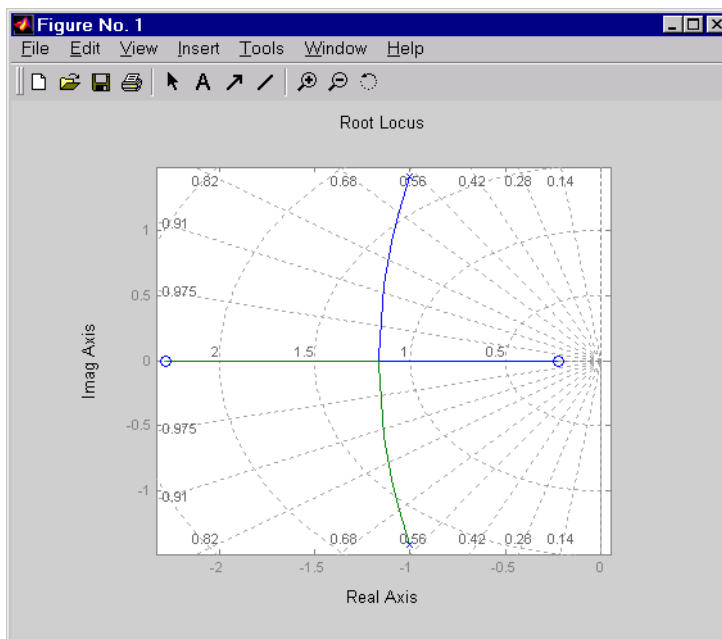 Figure No. 1
File Edit View Insert Tools Window Help
A
Root Locus
0.82 0.68 0.56 0.42 0.28 0.14
0.91
1
0.975
0.5
2 1.5 1 0.5
0
-0.5
0.975
-1
0.91
0.82 0.68 0.56 0.42 0.28 0.14
-2 -1.5 -1 -0.5 0
Imag Axis
Real Axis